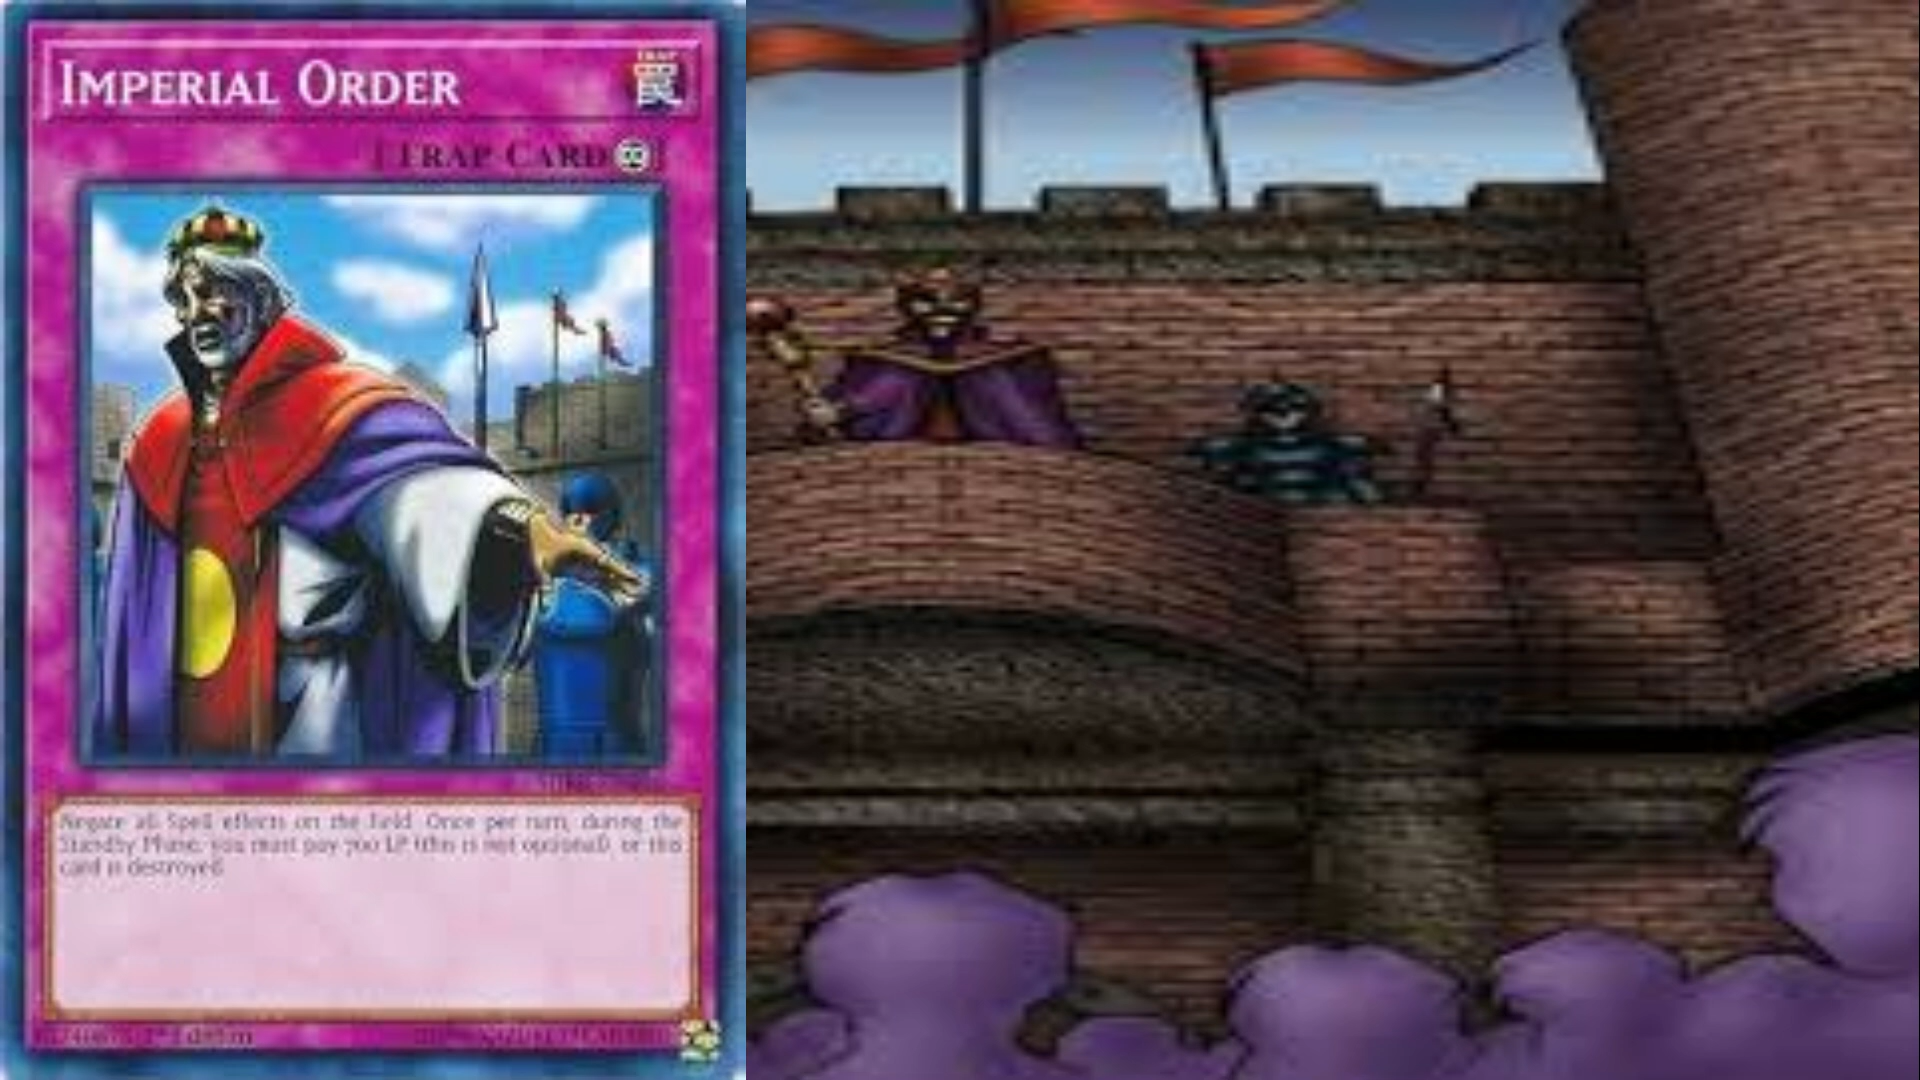 IMPERIAL ORDER
TRAP
罠
[TRAP CARD
Negate all Spell effects on the field. Once per turn, during the
Standby Phase, you must pay 700 LP (this is not optional), or this
card is destroyed.
1st Edition